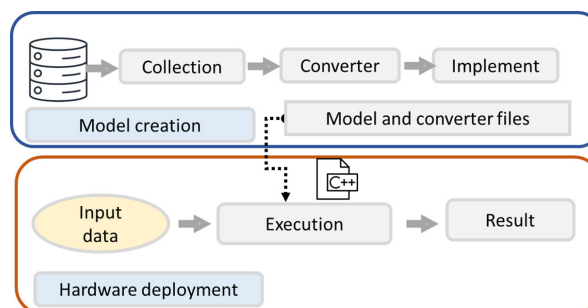 Collection
Converter
Implement
Model creation
Model and converter files
C++
Input
data
Execution
Result
Hardware deployment